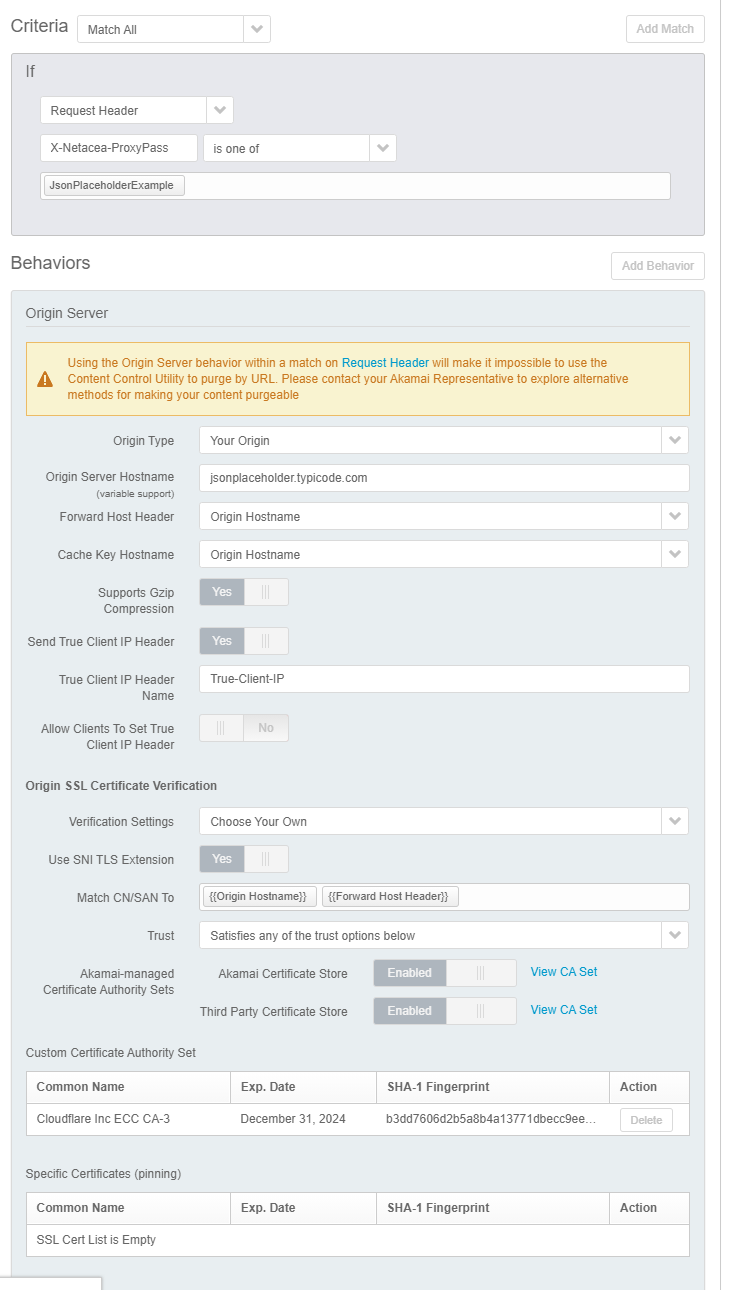 Criteria
Match All
Add Match
If
Request Header
X-Netacea-ProxyPass
is one of
JsonPlaceholderExample
Behaviors
Add Behavior
Origin Server
Using the Origin Server behavior within a match on Request Header will make it impossible to use the
Content Control Utility to purge by URL. Please contact your Akamai Representative to explore alternative
methods for making your content purgeable
Origin Type
Your Origin
Origin Server Hostname
(variable support)
jsonplaceholder.typicode.com
Forward Host Header
Origin Hostname
Cache Key Hostname
Origin Hostname
Supports Gzip
Compression
Yes
Send True Client IP Header
Yes
True Client IP Header
Name
True-Client-IP
Allow Clients To Set True
Client IP Header
No
Origin SSL Certificate Verification
Verification Settings
Choose Your Own
Use SNI TLS Extension
Yes
Match CN/SAN To
{{Origin Hostname}} {{Forward Host Header}}
Trust
Satisfies any of the trust options below
Akamai-managed
Certificate Authority Sets
Akamai Certificate Store
Enabled
View CA Set
Third Party Certificate Store
Enabled
View CA Set
Custom Certificate Authority Set
Common Name Exp. Date SHA-1 Fingerprint Action
Cloudflare Inc ECC CA-3 December 31, 2024 b3dd7606d2b5a8b4a13771dbecc9ee... Delete
Specific Certificates (pinning)
Common Name Exp. Date SHA-1 Fingerprint Action
SSL Cert List is Empty